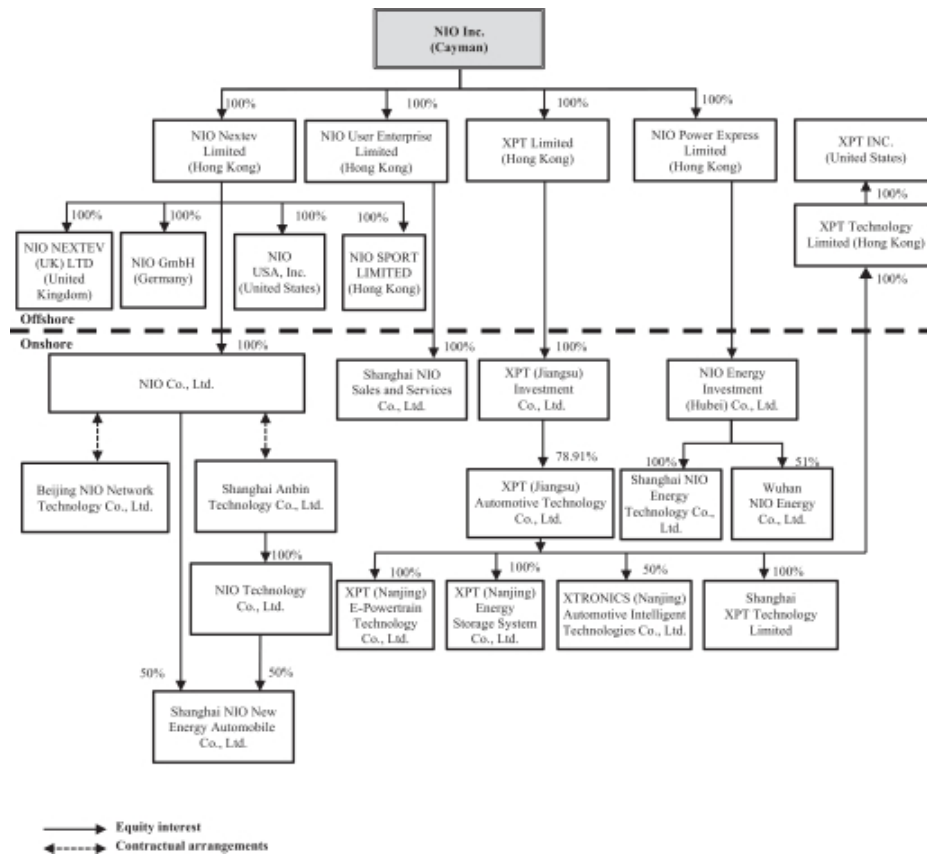 NIO Inc.
(Cayman)
100%
100%
100%
100%
NIO Nextev
Limited
(Hong Kong)
NIO User Enterprise
Limited
(Hong Kong)
XPT Limited
(Hong Kong)
NIO Power Express
Limited
(Hong Kong)
XPT INC.
(United States)
100%
100%
100%
100%
100%
NIO NEXTEV
(UK) LTD
(United
Kingdom)
NIO GmbH
(Germany)
NIO
USA, Inc.
(United States)
NIO SPORT
LIMITED
(Hong Kong)
XPT Technology
Limited (Hong Kong)
100%
Offshore
Onshore
100%
100%
100%
NIO Co., Ltd.
Shanghai NIO
Sales and Services
Co., Ltd.
XPT (Jiangsu)
Investment
Co., Ltd.
NIO Energy
Investment
(Hubei) Co., Ltd.
78.91%
100%
51%
Beijing NIO Network
Technology Co., Ltd.
Shanghai Anbin
Technology Co., Ltd.
XPT (Jiangsu)
Automotive Technology
Co., Ltd.
Shanghai NIO
Energy
Technology Co.,
Ltd.
Wuhan
NIO Energy
Co., Ltd.
100%
100%
100%
50%
100%
NIO Technology
Co., Ltd.
XPT (Nanjing)
E-Powertrain
Technology
Co., Ltd.
XPT (Nanjing)
Energy
Storage System
Co., Ltd.
XTRONICS (Nanjing)
Automotive Intelligent
Technologies Co., Ltd.
Shanghai
XPT Technology
Limited
50%
50%
Shanghai NIO New
Energy Automobile
Co., Ltd.
Equity interest
Contractual arrangements